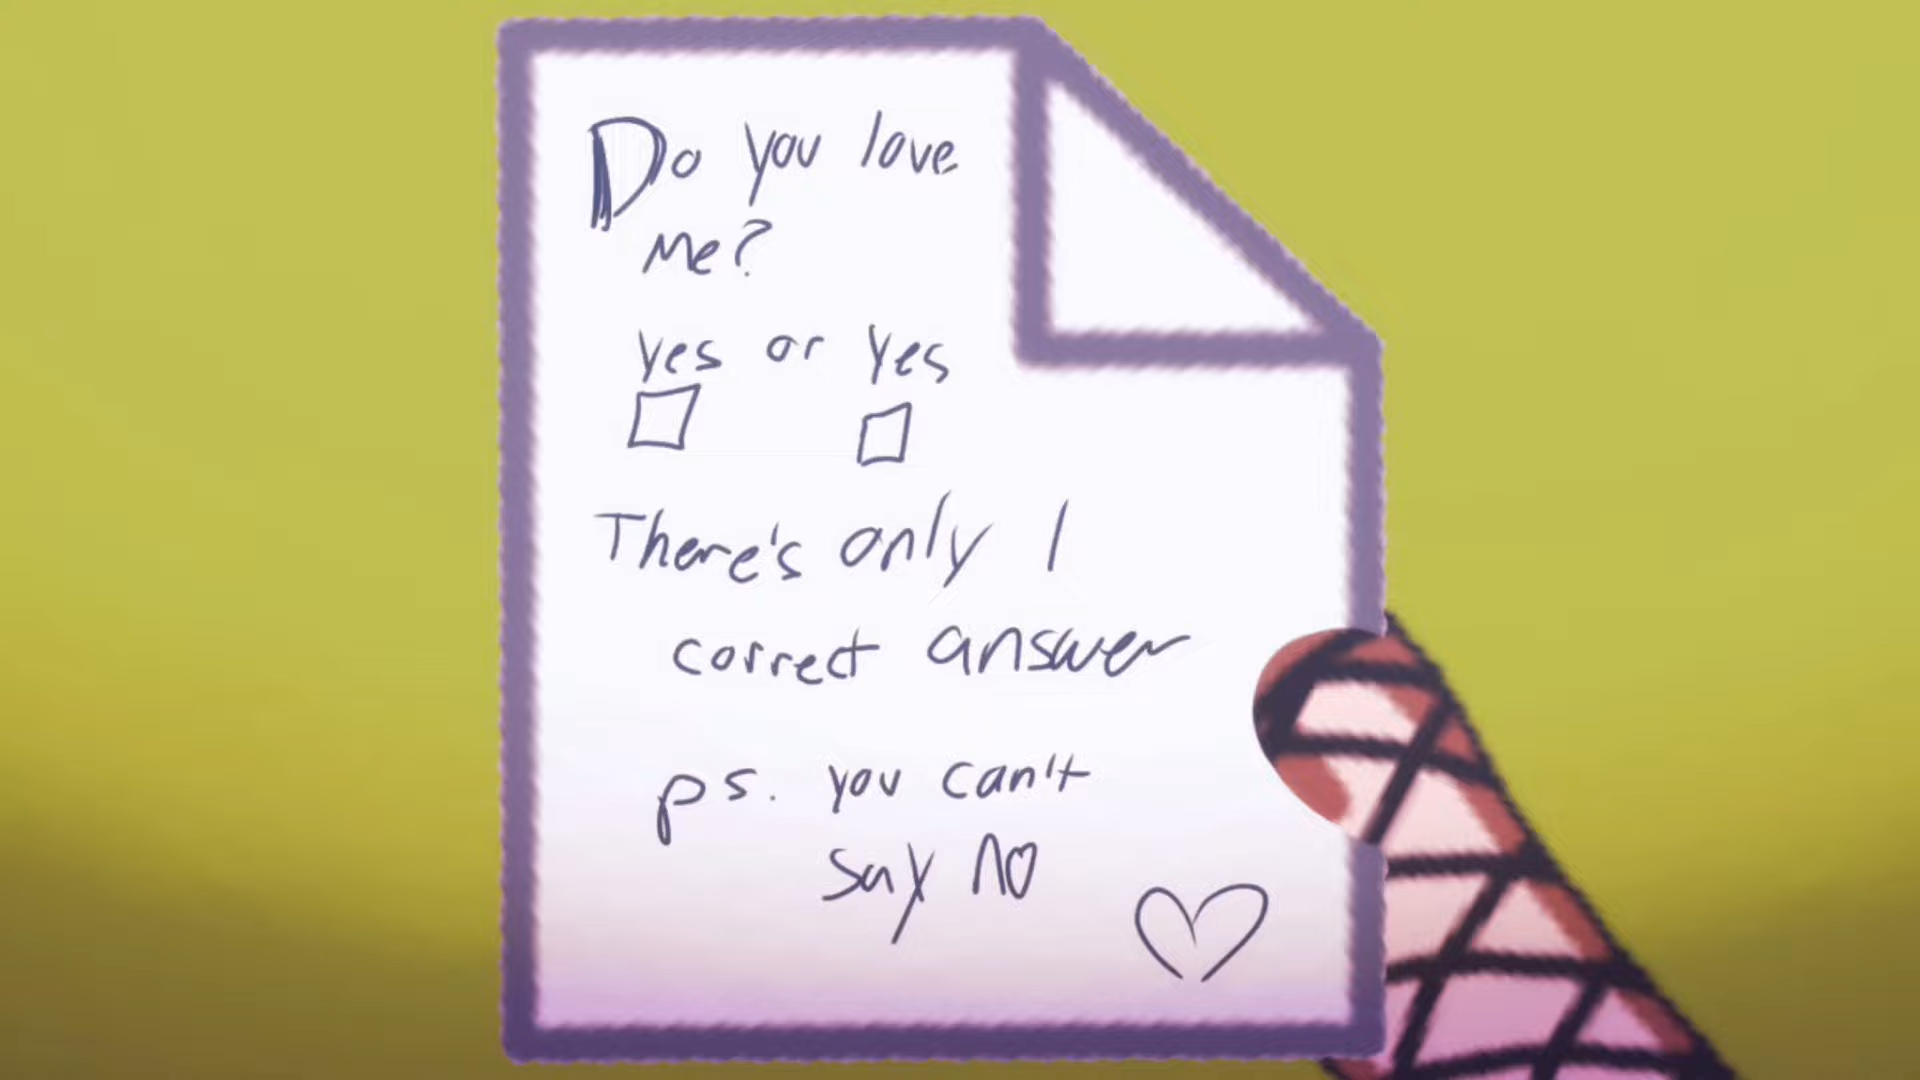 Do you love
me?
yes or yes
There's only 1
correct answer
ps. you can't
say no